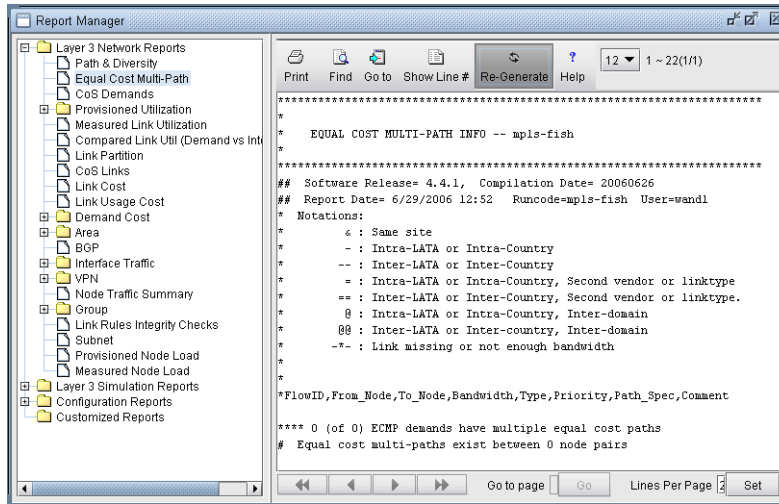 Report Manager
Layer 3 Network Reports
Path & Diversity
Equal Cost Multi-Path
CoS Demands
Provisioned Utilization
Measured Link Utilization
Compared Link Util (Demand vs Int
Link Partition
CoS Links
Link Cost
Link Usage Cost
Demand Cost
Area
BGP
Interface Traffic
VPN
Node Traffic Summary
Group
Link Rules Integrity Checks
Subnet
Provisioned Node Load
Measured Node Load
Layer 3 Simulation Reports
Configuration Reports
Customized Reports
Print Find Go to Show Line # Re-Generate ? Help 12 1 ~ 22(1/1)
************************************************************************
*
* EQUAL COST MULTI-PATH INFO -- mpls-fish
*
************************************************************************
## Software Release= 4.4.1, Compilation Date= 20060626
## Report Date= 6/29/2006 12:52 Runcode=mpls-fish User=wandl
* Notations:
* & : Same site
* - : Intra-LATA or Intra-Country
* -- : Inter-LATA or Inter-Country
* = : Intra-LATA or Intra-Country, Second vendor or linktype
* == : Inter-LATA or Inter-Country, Second vendor or linktype.
* @ : Intra-LATA or Intra-country, Inter-domain
* @@ : Inter-LATA or Inter-country, Inter-domain
* -*- : Link missing or not enough bandwidth
*
*
*FlowID,From_Node,To_Node,Bandwidth,Type,Priority,Path_Spec,Comment
**** 0 (of 0) ECMP demands have multiple equal cost paths
# Equal cost multi-paths exist between 0 node pairs
Go to page Go Lines Per Page Set